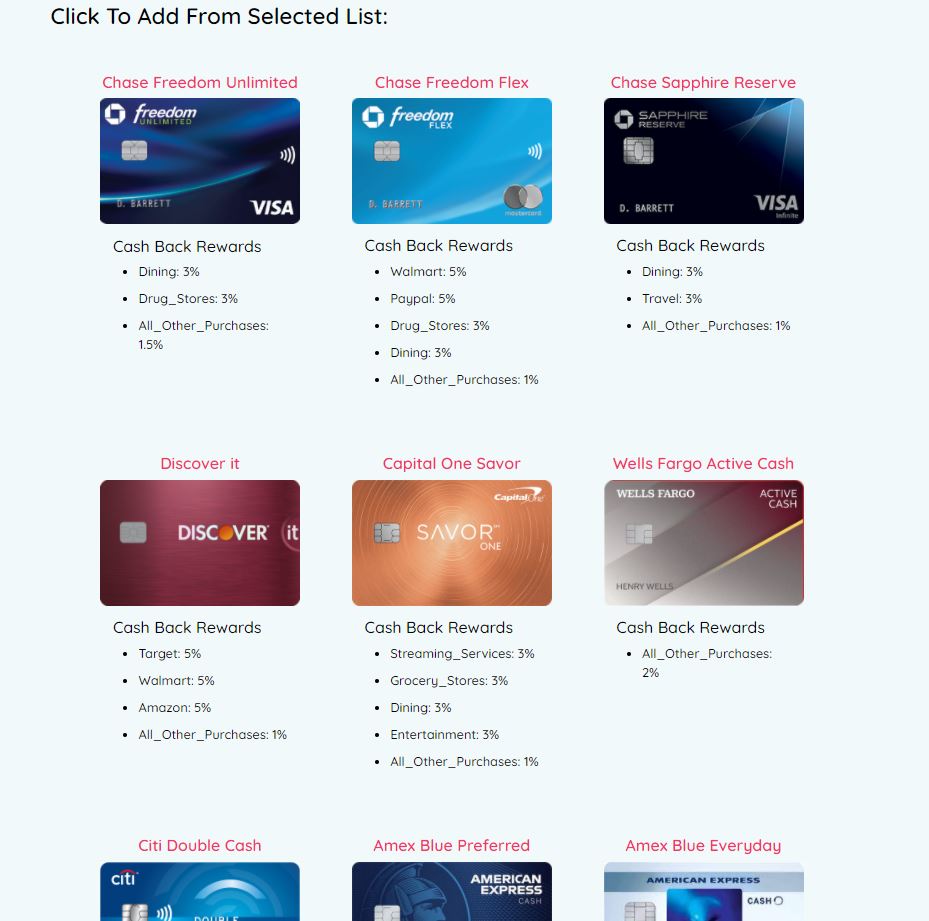 Click To Add From Selected List:
Chase Freedom Unlimited
Chase Freedom Flex
Chase Sapphire Reserve
freedom
UNLIMITED
D. BARRETT
VISA
freedom
FLEX
D. BARRETT
mastercard
SAPPHIRE
RESERVE
D. BARRETT
VISA
Infinite
Cash Back Rewards
Dining: 3%
Drug_Stores: 3%
All_Other_Purchases:
1.5%
Cash Back Rewards
Walmart: 5%
Paypal: 5%
Drug_Stores: 3%
Dining: 3%
All_Other_Purchases: 1%
Cash Back Rewards
Dining: 3%
Travel: 3%
All_Other_Purchases: 1%
Discover it
Capital One Savor
Wells Fargo Active Cash
DISCOVER it
Capital One
SAVOR
ONE
WELLS FARGO
ACTIVE
CASH
HENRY WELLS
Cash Back Rewards
Target: 5%
Walmart: 5%
Amazon: 5%
All_Other_Purchases: 1%
Cash Back Rewards
Streaming_Services: 3%
Grocery_Stores: 3%
Dining: 3%
Entertainment: 3%
All_Other_Purchases: 1%
Cash Back Rewards
All_Other_Purchases:
2%
Citi Double Cash
Amex Blue Preferred
Amex Blue Everyday
citi
DOUBLE
AMERICAN
EXPRESS
CASH
AMERICAN EXPRESS
CASH